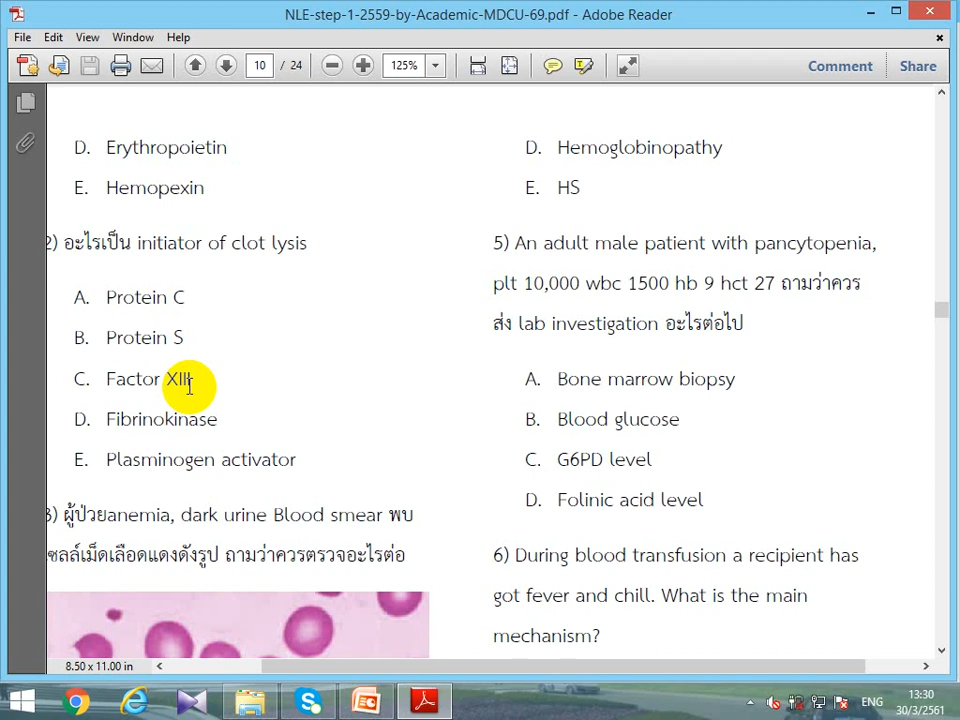 NLE-step-1-2559-by-Academic-MDCU-69.pdf - Adobe Reader
File Edit View Window Help
10 / 24 125% Comment Share
D. Erythropoietin
E. Hemopexin
2) อะไรเป็น initiator of clot lysis
A. Protein C
B. Protein S
C. Factor XIII
D. Fibrinokinase
E. Plasminogen activator
3) ผู้ป่วยanemia, dark urine Blood smear พบ
ซลล์เม็ดเลือดแดงดังรูป ถามว่าควรตรวจอะไรต่อ
D. Hemoglobinopathy
E. HS
5) An adult male patient with pancytopenia,
plt 10,000 wbc 1500 hb 9 hct 27 ถามว่าควร
ส่ง lab investigation อะไรต่อไป
A. Bone marrow biopsy
B. Blood glucose
C. G6PD level
D. Folinic acid level
6) During blood transfusion a recipient has
got fever and chill. What is the main
mechanism?
8.50 x 11.00 in
ENG
13:30
30/3/2561